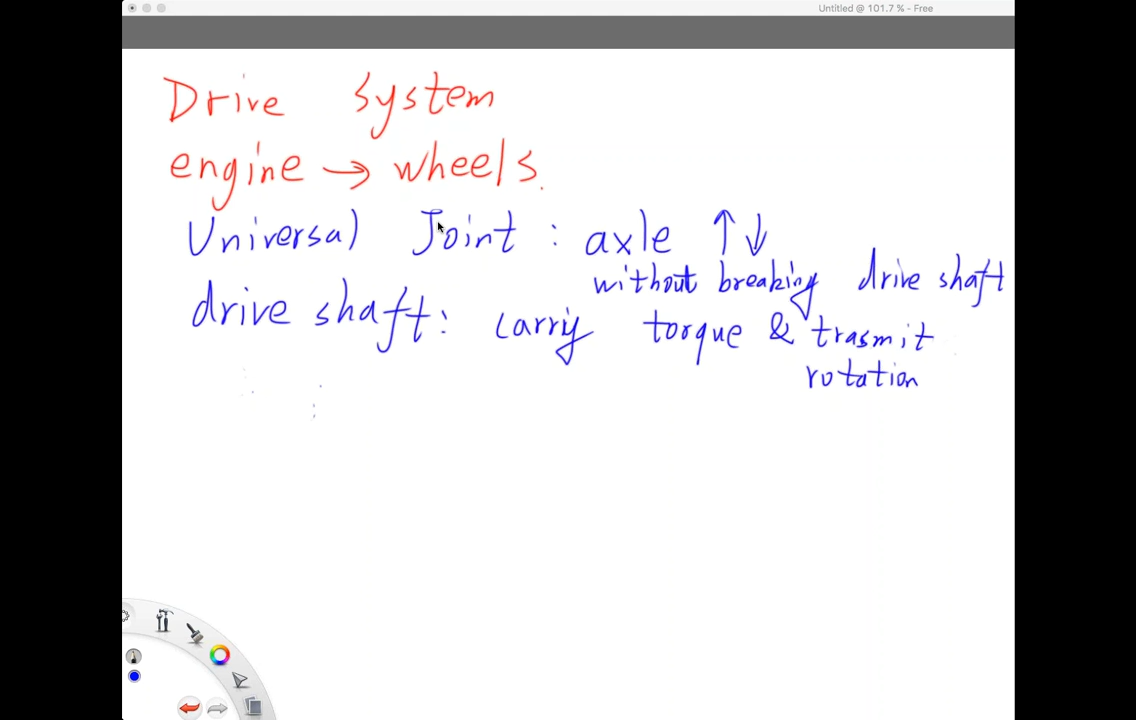 Untitled @ 101.7 % - Free
Drive System
engine → wheels.
Universal Joint : axle ↑↓
without breaking drive shaft
drive shaft: carry torque & trasmit
rotation